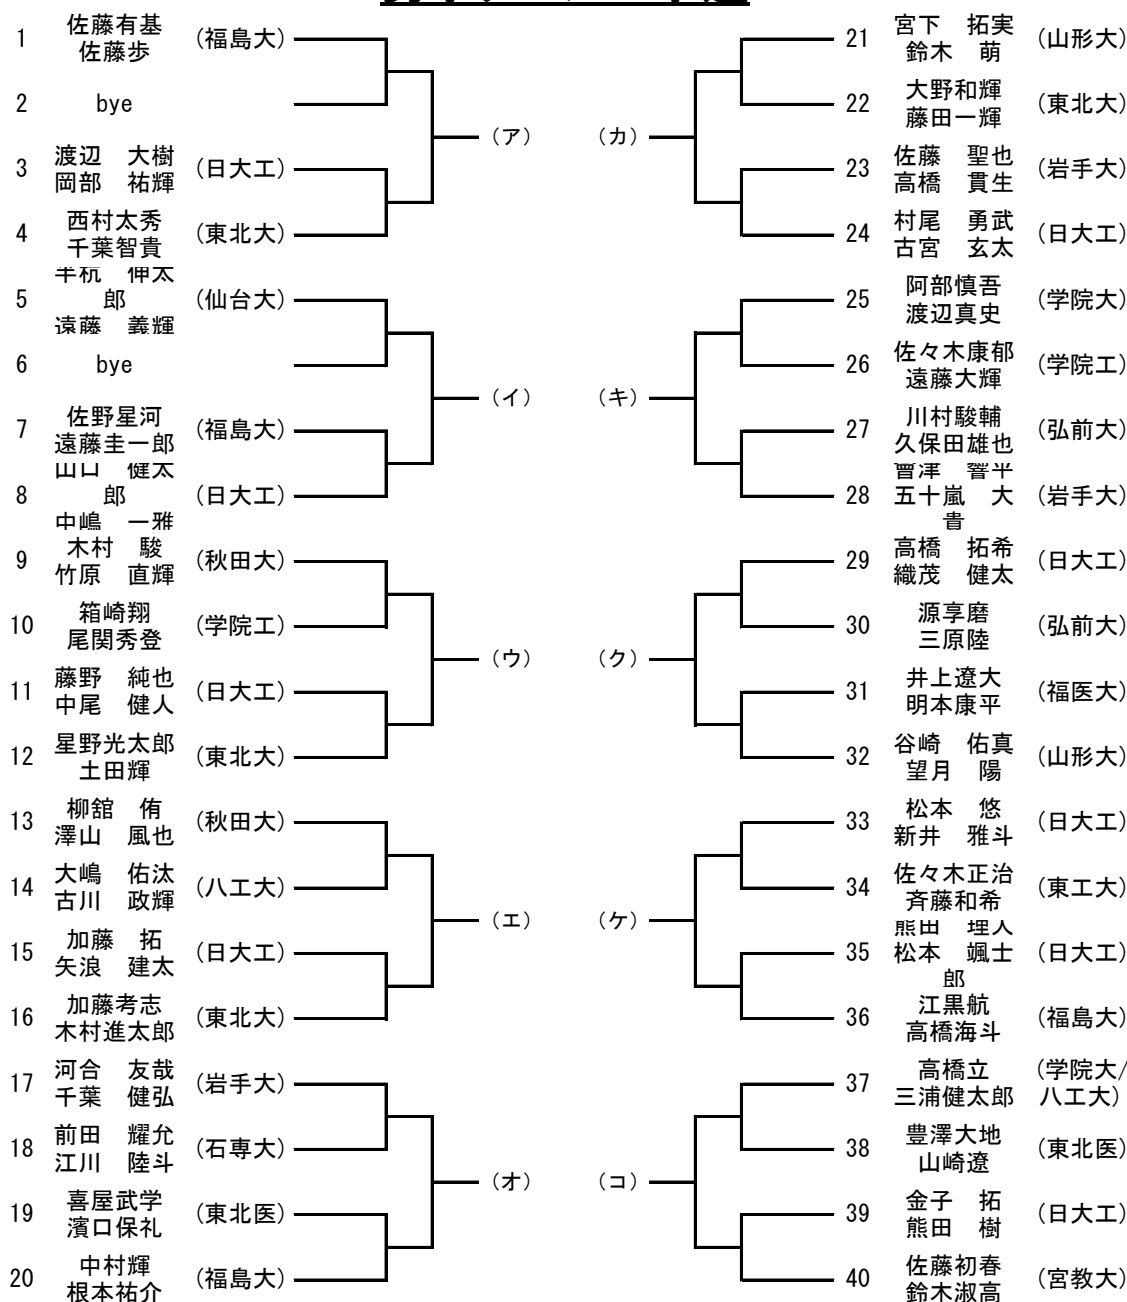 1 佐藤有基 佐藤歩 (福島大)
2 bye
3 渡辺 大樹 岡部 祐輝 (日大工)
4 西村太秀 千葉智貴 (東北大)
5 伸太 郎 遠藤 義輝 (仙台大)
6 bye
7 佐野星河 遠藤圭一郎 (福島大)
8 山口 健太 郎 中嶋 一雅 (日大工)
9 木村 駿 竹原 直輝 (秋田大)
10 箱崎翔 尾関秀登 (学院工)
11 藤野 純也 中尾 健人 (日大工)
12 星野光太郎 土田輝 (東北大)
13 柳舘 侑 澤山 風也 (秋田大)
14 大嶋 佑汰 古川 政輝 (八工大)
15 加藤 拓 矢浪 建太 (日大工)
16 加藤考志 木村進太郎 (東北大)
17 河合 友哉 千葉 健弘 (岩手大)
18 前田 耀允 江川 陸斗 (石専大)
19 喜屋武学 濱口保礼 (東北医)
20 中村輝 根本祐介 (福島大)
(ア)
(イ)
(ウ)
(エ)
(オ)
(カ)
(キ)
(ク)
(ケ)
(コ)
21 宮下 拓実 鈴木 萌 (山形大)
22 大野和輝 藤田一輝 (東北大)
23 佐藤 聖也 高橋 貫生 (岩手大)
24 村尾 勇武 古宮 玄太 (日大工)
25 阿部慎吾 渡辺真史 (学院大)
26 佐々木康郁 遠藤大輝 (学院工)
27 川村駿輔 久保田雄也 (弘前大)
28 會津 響平 五十嵐 大 貴 (岩手大)
29 高橋 拓希 織茂 健太 (日大工)
30 源享磨 三原陸 (弘前大)
31 井上遼大 明本康平 (福医大)
32 谷崎 佑真 望月 陽 (山形大)
33 松本 悠 新井 雅斗 (日大工)
34 佐々木正治 斉藤和希 (東工大)
35 熊田 理人 松本 颯士 郎 (日大工)
36 江黒航 高橋海斗 (福島大)
37 高橋立 三浦健太郎 (学院大/ 八工大)
38 豊澤大地 山崎遼 (東北医)
39 金子 拓 熊田 樹 (日大工)
40 佐藤初春 鈴木淑高 (宮教大)